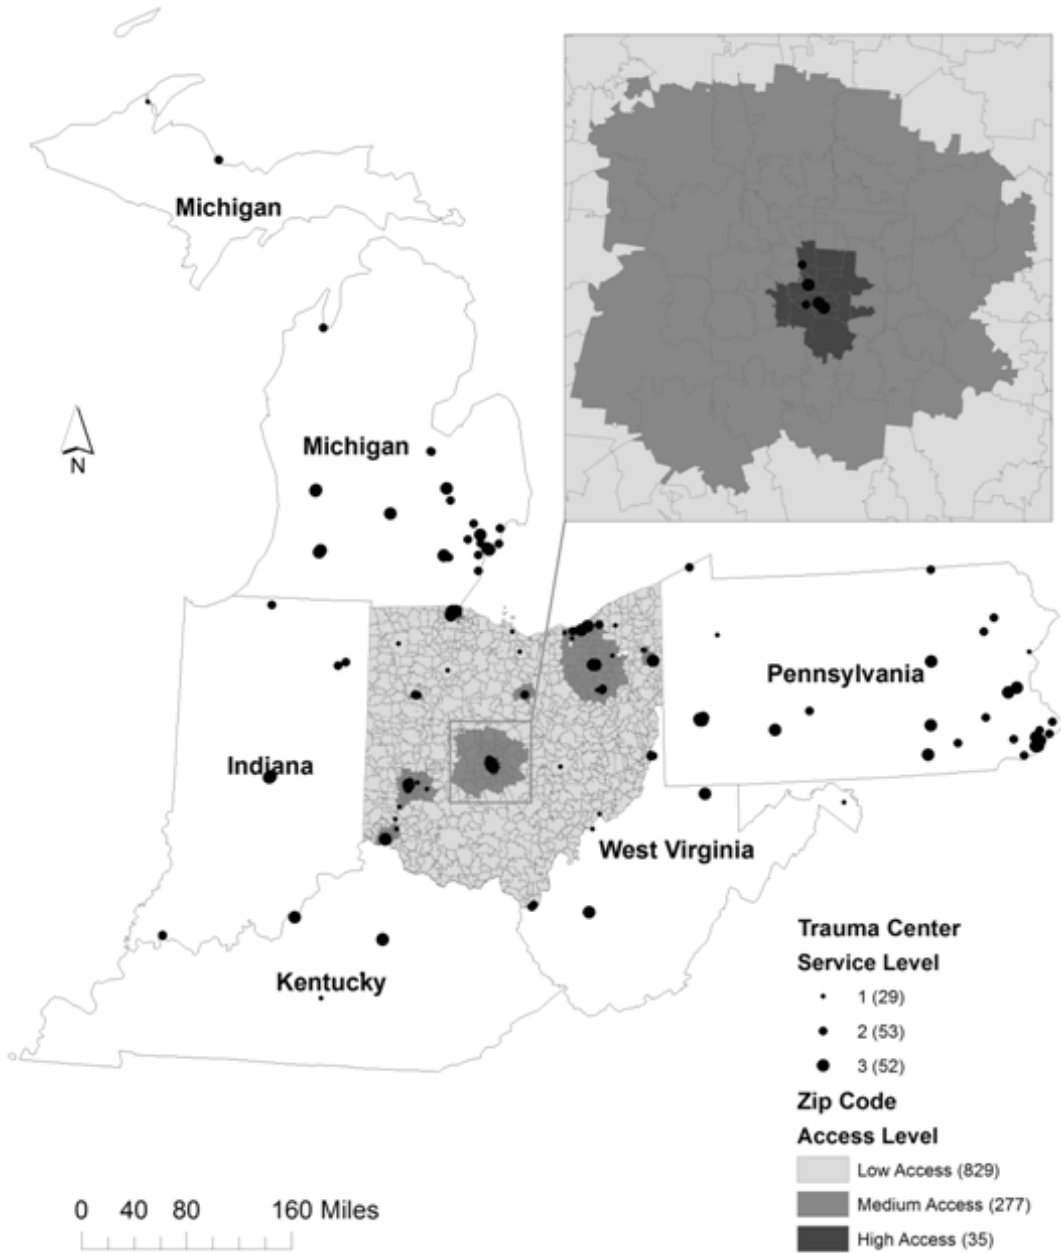 Michigan
N
Michigan
Pennsylvania
Indiana
West Virginia
Kentucky
Trauma Center
Service Level
1 (29)
2 (53)
3 (52)
Zip Code
Access Level
Low Access (829)
Medium Access (277)
High Access (35)
0 40 80 160 Miles